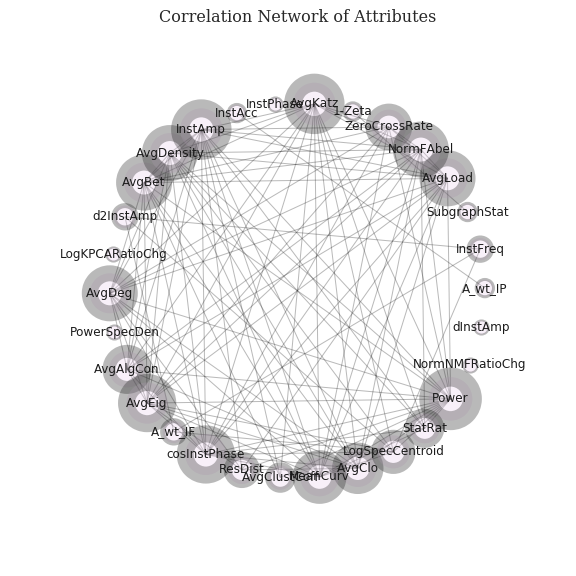 Correlation Network of Attributes
InstPhase
AvgKatz
1-Zeta
InstAcc
ZeroCrossRate
InstAmp
NormFAbel
AvgDensity
AvgLoad
AvgBet
SubgraphStat
d2InstAmp
InstFreq
LogKPCARatioChg
A_wt_IP
AvgDeg
dInstAmp
PowerSpecDen
NormNMFRatioChg
AvgAlgCon
Power
AvgEig
StatRat
A_wt_IF
LogSpecCentroid
cosInstPhase
AvgClo
ResDist
AvgClustCoeff